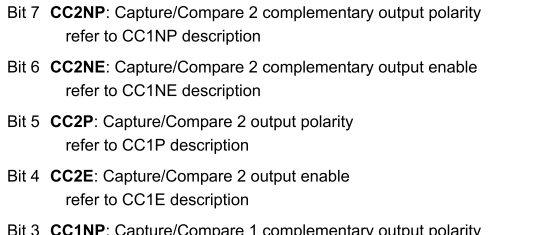 Bit 7 CC2NP: Capture/Compare 2 complementary output polarity
refer to CC1NP description
Bit 6 CC2NE: Capture/Compare 2 complementary output enable
refer to CC1NE description
Bit 5 CC2P: Capture/Compare 2 output polarity
refer to CC1P description
Bit 4 CC2E: Capture/Compare 2 output enable
refer to CC1E description
Bit 3 CC1NP: Capture/Compare 1 complementary output polarity